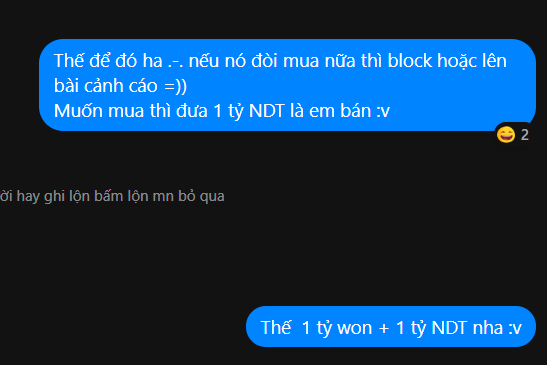 Thế để đó ha .-. nếu nó đòi mua nữa thì block hoặc lên
bài cảnh cáo =))
Muốn mua thì đưa 1 tỷ NDT là em bán :v
2
ời hay ghi lộn bấm lộn mn bỏ qua
Thế 1 tỷ won + 1 tỷ NDT nha :v